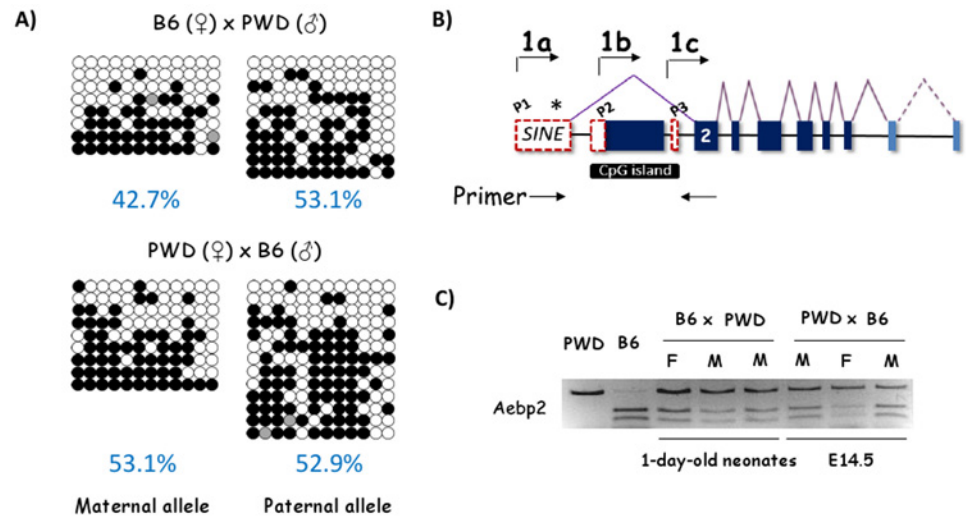 A)
B6 (♀) x PWD (♂)
42.7%
53.1%
PWD (♀) x B6 (♂)
53.1%
52.9%
Maternal allele
Paternal allele
B)
1a
1b
1c
P1
*
P2
P3
SINE
2
CpG island
Primer
C)
B6 x PWD
PWD x B6
PWD
B6
F
M
M
M
F
M
Aebp2
1-day-old neonates
E14.5